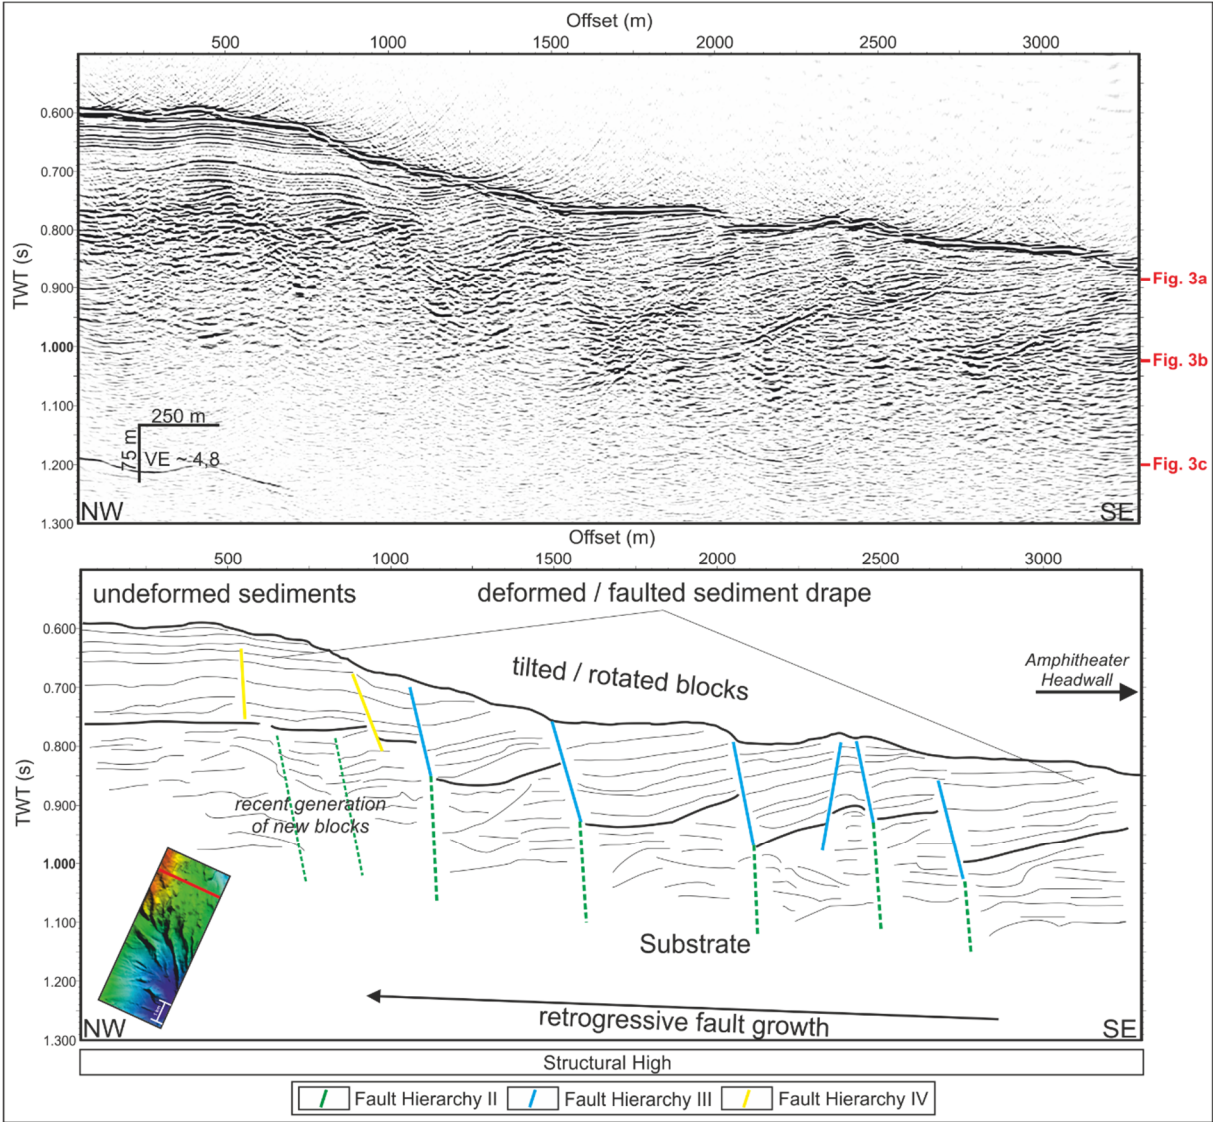 Offset (m)
500 1000 1500 2000 2500 3000
TWT (s)
0.600
0.700
0.800
0.900
1.000
1.100
1.200
1.300
Fig. 3a
Fig. 3b
Fig. 3c
250 m
75 m
VE ~ 4,8
NW SE
Offset (m)
500 1000 1500 2000 2500 3000
TWT (s)
0.600
0.700
0.800
0.900
1.000
1.100
1.200
1.300
undeformed sediments
deformed / faulted sediment drape
tilted / rotated blocks
Amphitheater
Headwall
recent generation
of new blocks
Substrate
retrogressive fault growth
NW SE
Structural High
Fault Hierarchy II Fault Hierarchy III Fault Hierarchy IV